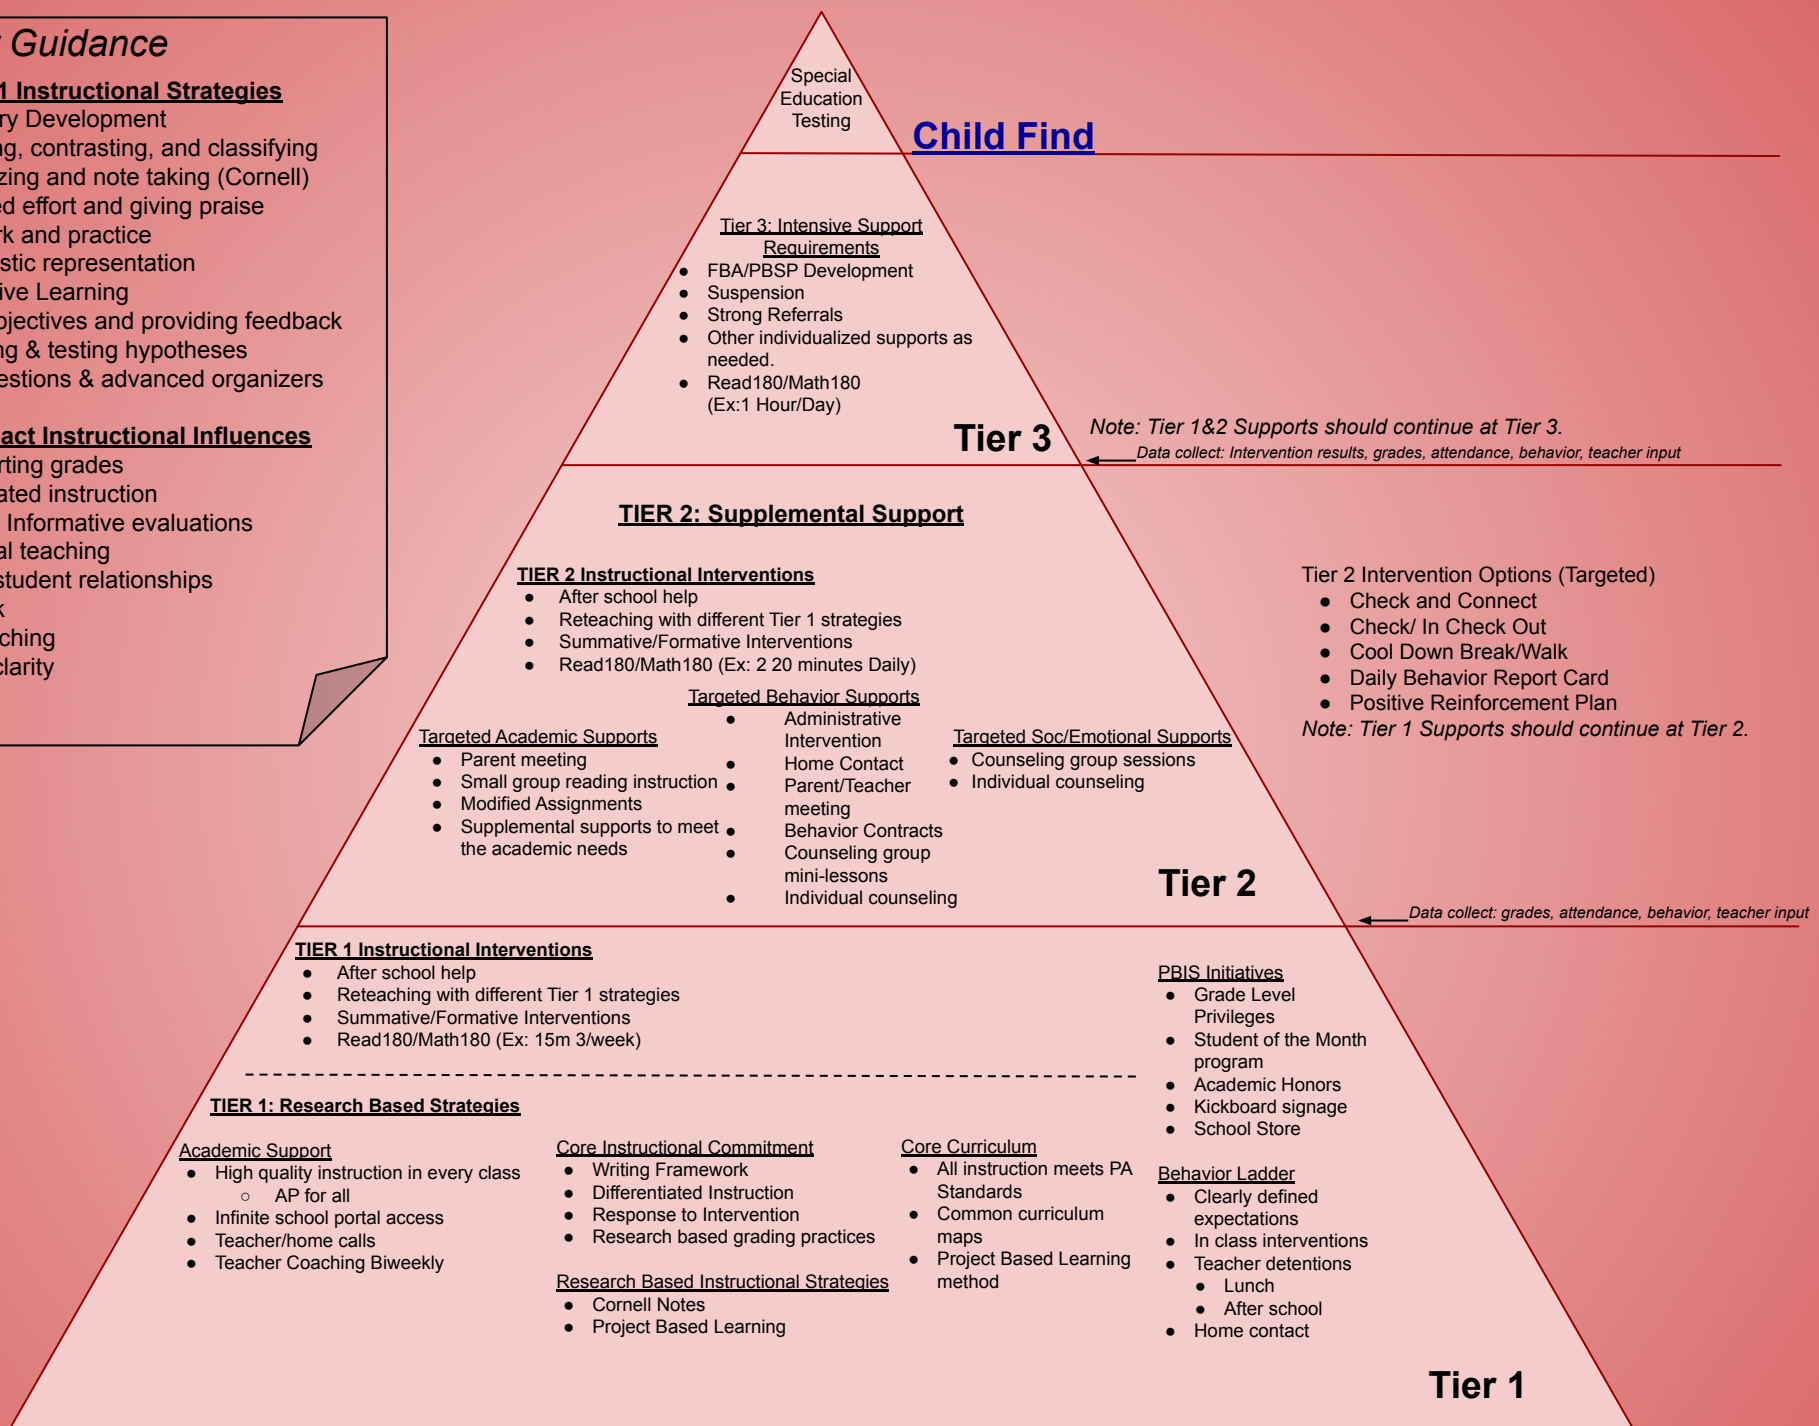 Guidance
1 Instructional Strategies
Development
contrasting, and classifying
and note taking (Cornell)
effort and giving praise
and practice
representation
Learning
and providing feedback
& testing hypotheses
& advanced organizers
Instructional Influences
grades
instruction
Informative evaluations
teaching
student relationships
clarity
Special
Education
Testing
Child Find
Tier 3: Intensive Support
Requirements
● FBA/PBSP Development
● Suspension
● Strong Referrals
● Other individualized supports as
needed.
● Read180/Math180
(Ex:1 Hour/Day)
Tier 3
Note: Tier 1&2 Supports should continue at Tier 3.
Data collect: Intervention results, grades, attendance, behavior, teacher input
TIER 2: Supplemental Support
TIER 2 Instructional Interventions
● After school help
● Reteaching with different Tier 1 strategies
● Summative/Formative Interventions
● Read180/Math180 (Ex: 2 20 minutes Daily)
Targeted Academic Supports
● Parent meeting
● Small group reading instruction
● Modified Assignments
● Supplemental supports to meet
the academic needs
Targeted Behavior Supports
● Administrative
Intervention
● Home Contact
● Parent/Teacher
meeting
● Behavior Contracts
● Counseling group
mini-lessons
● Individual counseling
Targeted Soc/Emotional Supports
● Counseling group sessions
● Individual counseling
Tier 2
Tier 2 Intervention Options (Targeted)
● Check and Connect
● Check/ In Check Out
● Cool Down Break/Walk
● Daily Behavior Report Card
● Positive Reinforcement Plan
Note: Tier 1 Supports should continue at Tier 2.
Data collect: grades, attendance, behavior, teacher input
TIER 1 Instructional Interventions
● After school help
● Reteaching with different Tier 1 strategies
● Summative/Formative Interventions
● Read180/Math180 (Ex: 15m 3/week)
TIER 1: Research Based Strategies
Academic Support
● High quality instruction in every class
○ AP for all
● Infinite school portal access
● Teacher/home calls
● Teacher Coaching Biweekly
Core Instructional Commitment
● Writing Framework
● Differentiated Instruction
● Response to Intervention
● Research based grading practices
Research Based Instructional Strategies
● Cornell Notes
● Project Based Learning
Core Curriculum
● All instruction meets PA
Standards
● Common curriculum
maps
● Project Based Learning
method
PBIS Initiatives
● Grade Level
Privileges
● Student of the Month
program
● Academic Honors
● Kickboard signage
● School Store
Behavior Ladder
● Clearly defined
expectations
● In class interventions
● Teacher detentions
● Lunch
● After school
● Home contact
Tier 1